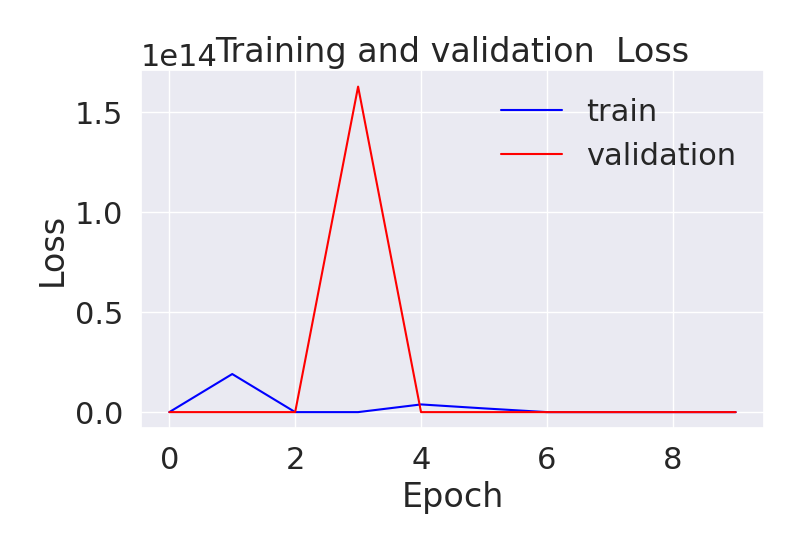 1e14
Training and validation  Loss
train
validation
1.5
1.0
0.5
0.0
Loss
0 2 4 6 8
Epoch